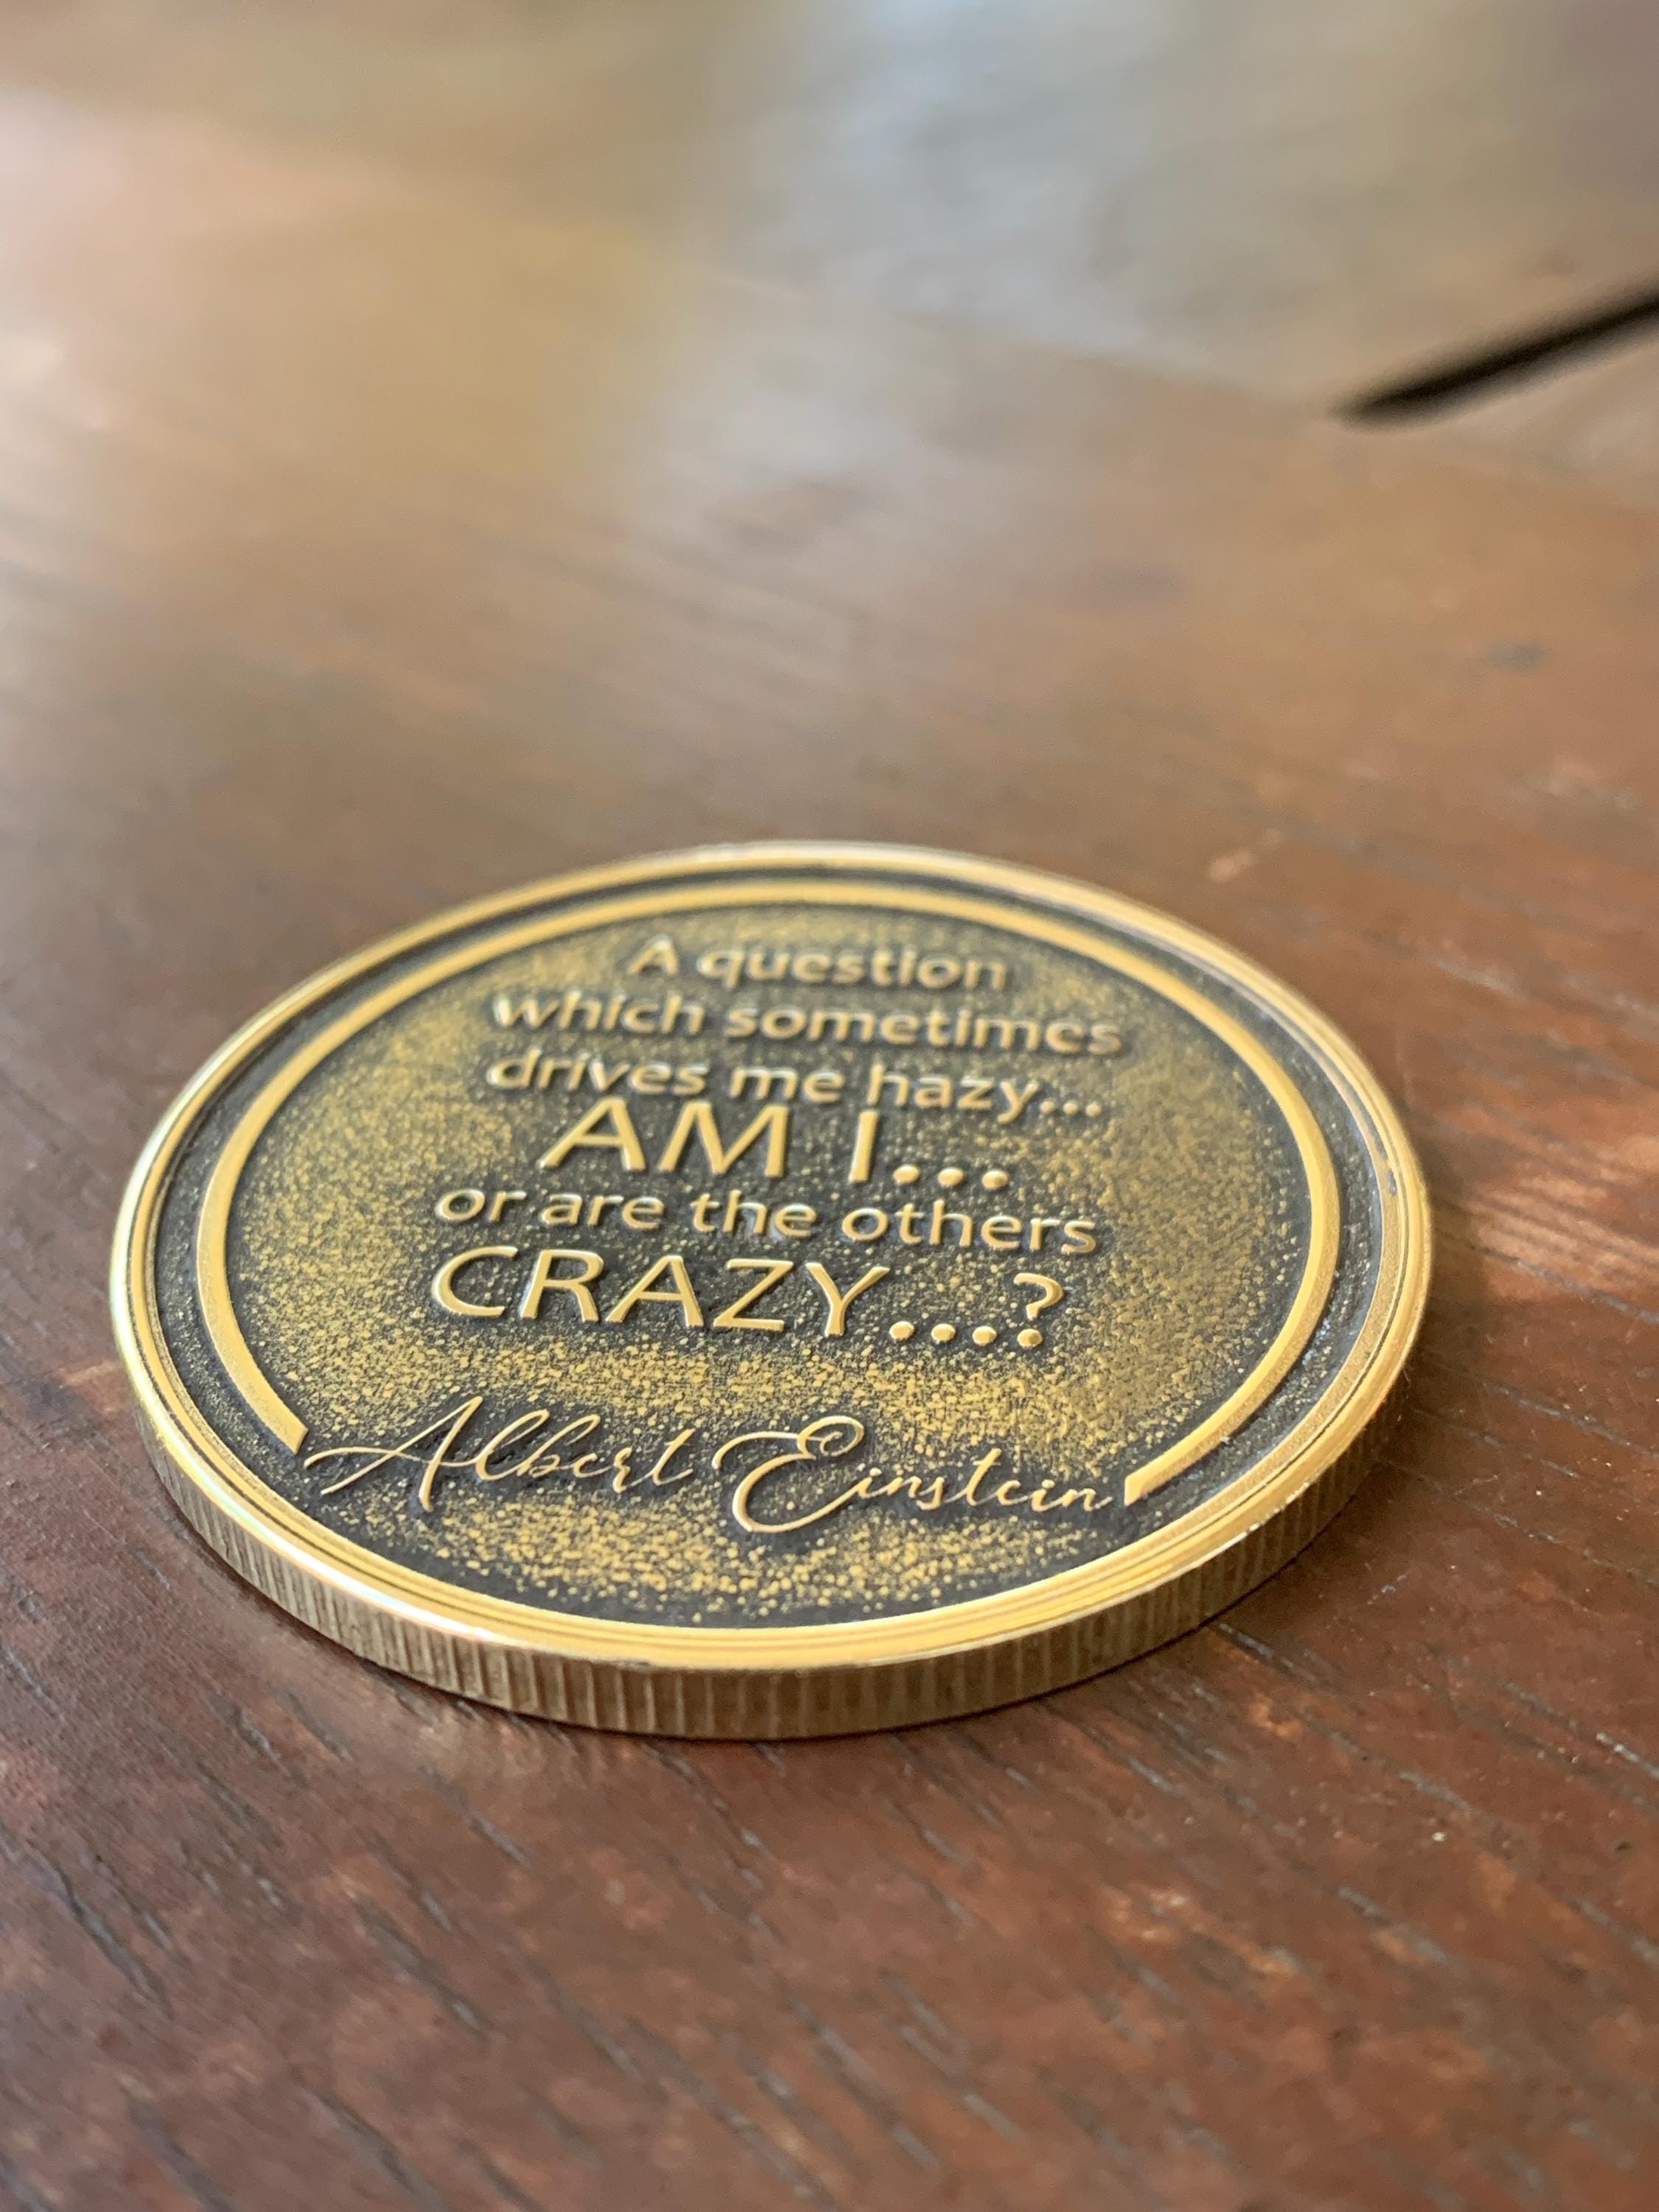 A question
which sometimes
drives me hazy...
AM I...
or are the others
CRAZY...?
Albert Einstein